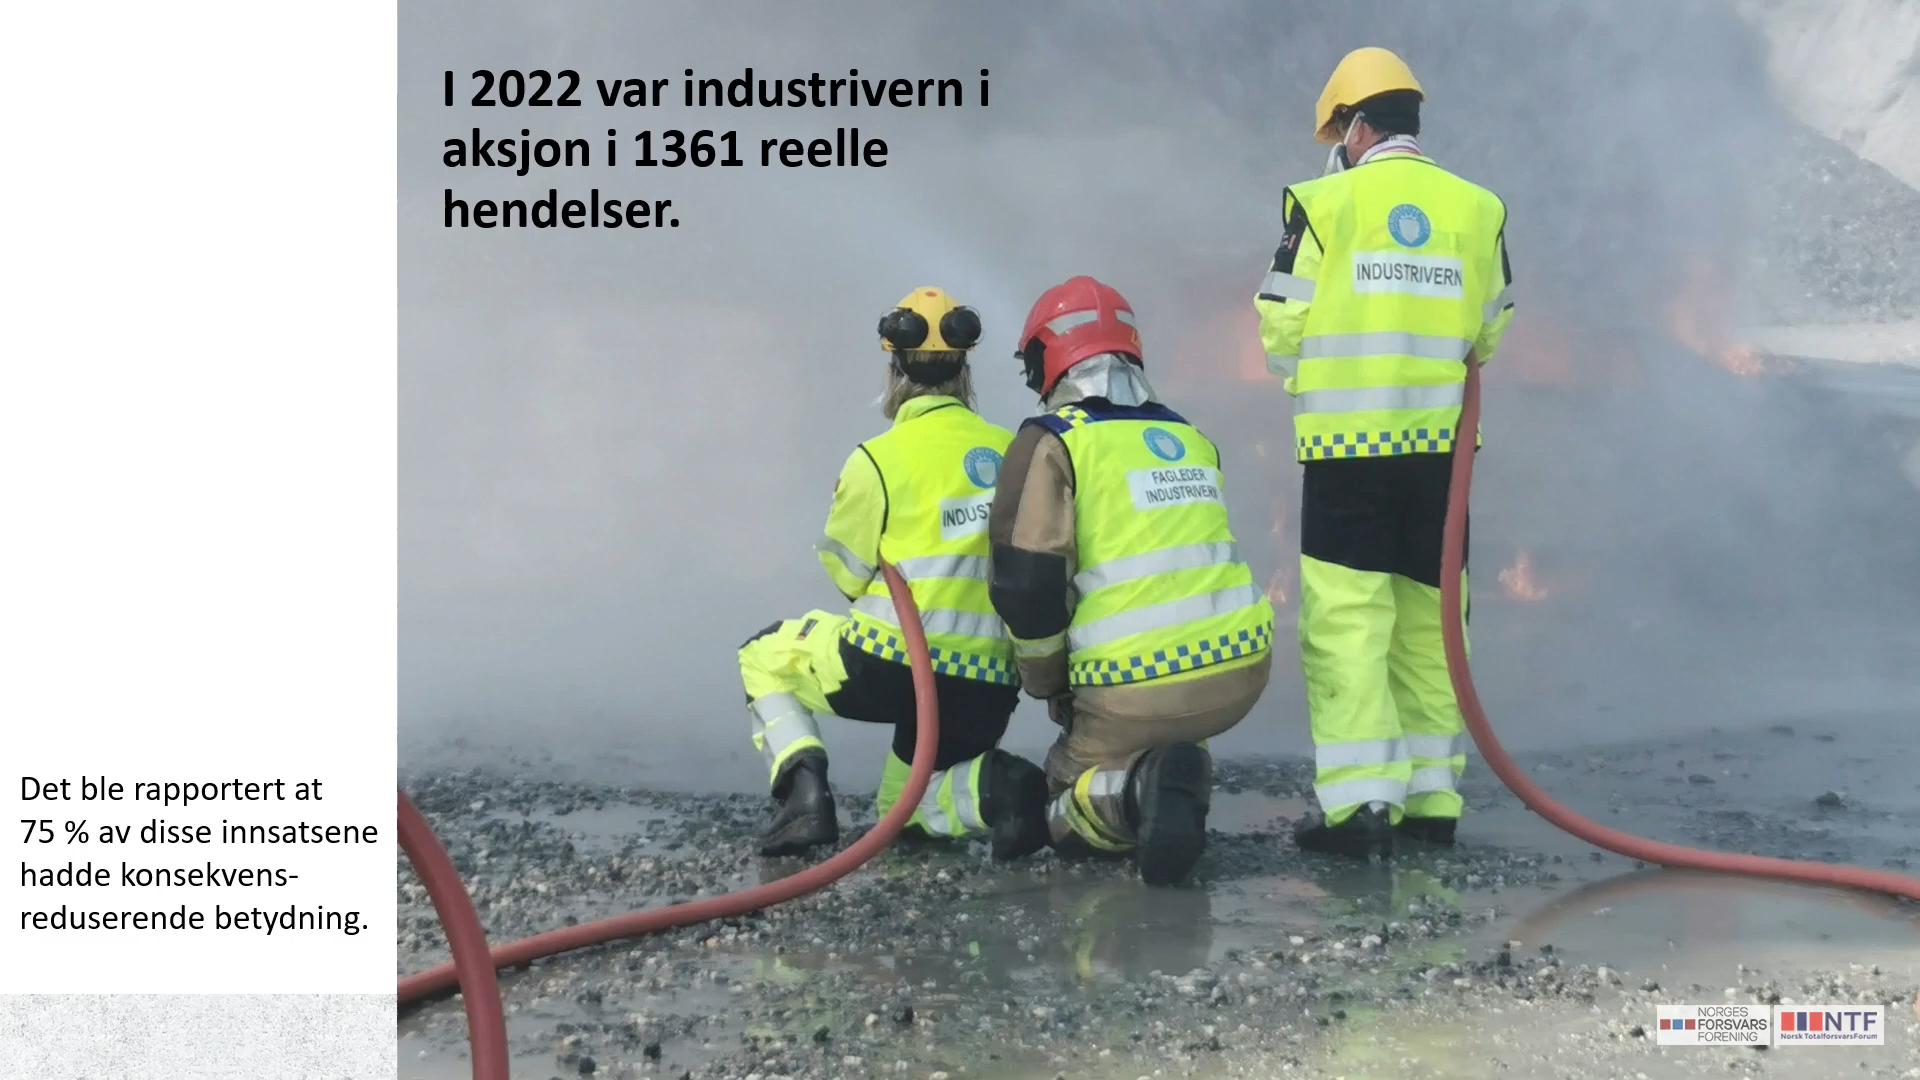 I 2022 var industrivern i
aksjon i 1361 reelle
hendelser.
INDUSTRIVERN
FAGLEDER
INDUSTRIVERN
INDUST
Det ble rapportert at
75 % av disse innsatsene
hadde konsekvens-
reduserende betydning.
NORGES
FORSVARS
FORENING
NTF
Norsk TotalforsvarsForum